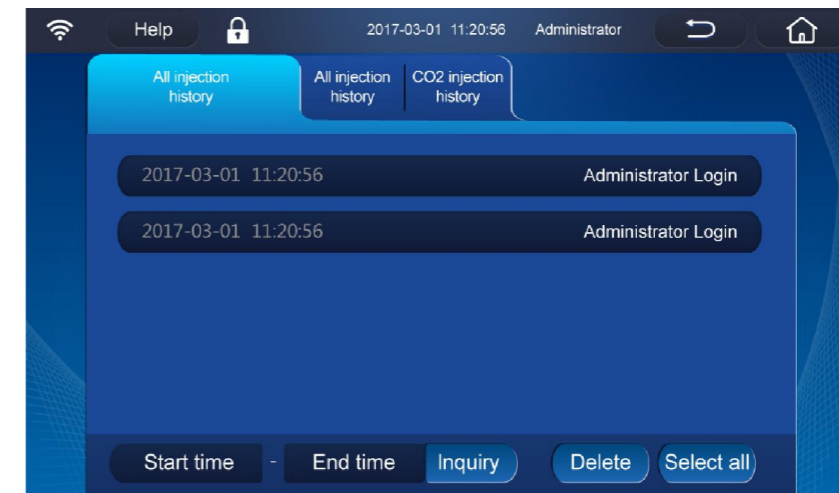 Help 2017-03-01 11:20:56 Administrator
All injection
history
All injection
history
CO2 injection
history
2017-03-01 11:20:56 Administrator Login
2017-03-01 11:20:56 Administrator Login
Start time - End time Inquiry Delete Select all